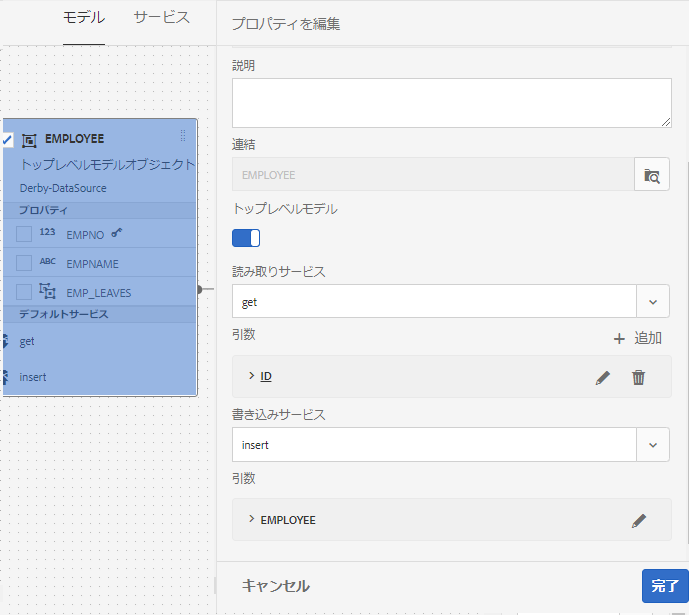 モデル サービス
EMPLOYEE
トップレベルモデルオブジェクト
Derby-DataSource
プロパティ
123 EMPNO
ABC EMPNAME
EMP_LEAVES
デフォルトサービス
get
insert
プロパティを編集
説明
連結
EMPLOYEE
トップレベルモデル
読み取りサービス
get
引数 + 追加
ID
書き込みサービス
insert
引数
EMPLOYEE
キャンセル 完了